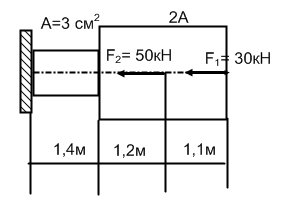 A=3 см²
2A
F₂= 50кН
F₁= 30кН
1,4м
1,2м
1,1м